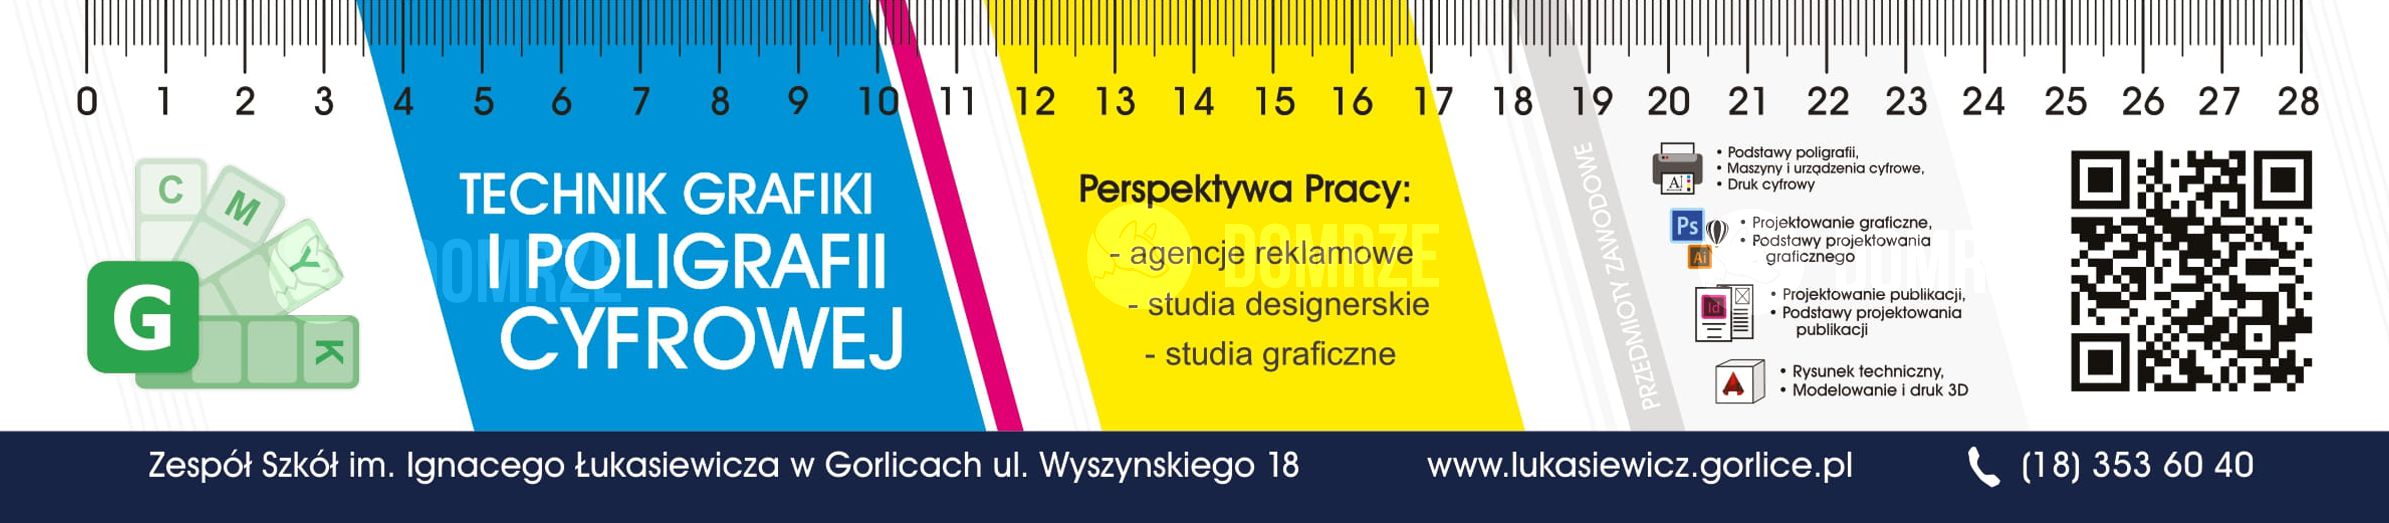 0 1 2 3 4 5 6 7 8 9 10 11 12 13 14 15 16 17 18 19 20 21 22 23 24 25 26 27 28
C
M
Y
K
G
TECHNIK GRAFIKI
I POLIGRAFII
CYFROWEJ
DOMRZE
Perspektywa Pracy:
- agencje reklamowe
- studia designerskie
- studia graficzne
DOMRZE
PRZEDMIOTY ZAWODOWE
• Podstawy poligrafii,
• Maszyny i urządzenia cyfrowe,
• Druk cyfrowy
AI
Ps
Ai
• Projektowanie graficzne,
• Podstawy projektowania
graficznego
DOMR
Id
• Projektowanie publikacji,
• Podstawy projektowania
publikacji
• Rysunek techniczny,
• Modelowanie i druk 3D
Zespół Szkół im. Ignacego Łukasiewicza w Gorlicach ul. Wyszynskiego 18
www.lukasiewicz.gorlice.pl
(18) 353 60 40